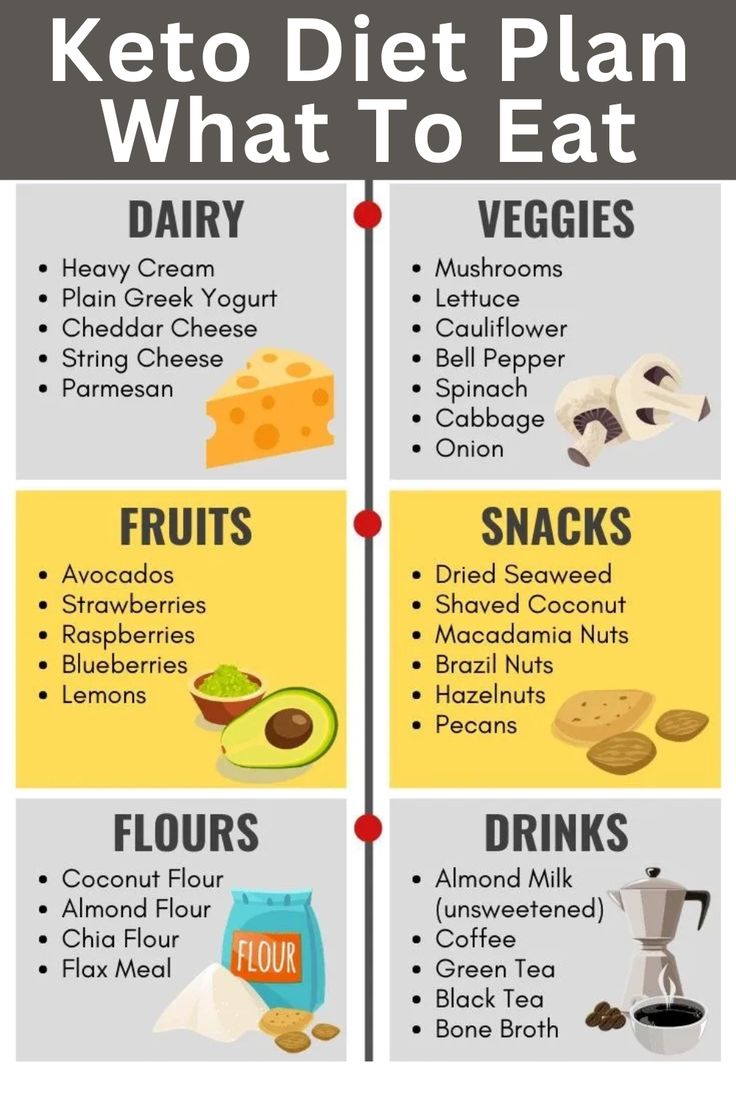 Keto Diet Plan
What To Eat
DAIRY
• Heavy Cream
• Plain Greek Yogurt
• Cheddar Cheese
• String Cheese
• Parmesan
VEGGIES
• Mushrooms
• Lettuce
• Cauliflower
• Bell Pepper
• Spinach
• Cabbage
• Onion
FRUITS
• Avocados
• Strawberries
• Raspberries
• Blueberries
• Lemons
SNACKS
• Dried Seaweed
• Shaved Coconut
• Macadamia Nuts
• Brazil Nuts
• Hazelnuts
• Pecans
FLOURS
• Coconut Flour
• Almond Flour
• Chia Flour
• Flax Meal
FLOUR
DRINKS
• Almond Milk
(unsweetened)
• Coffee
• Green Tea
• Black Tea
• Bone Broth